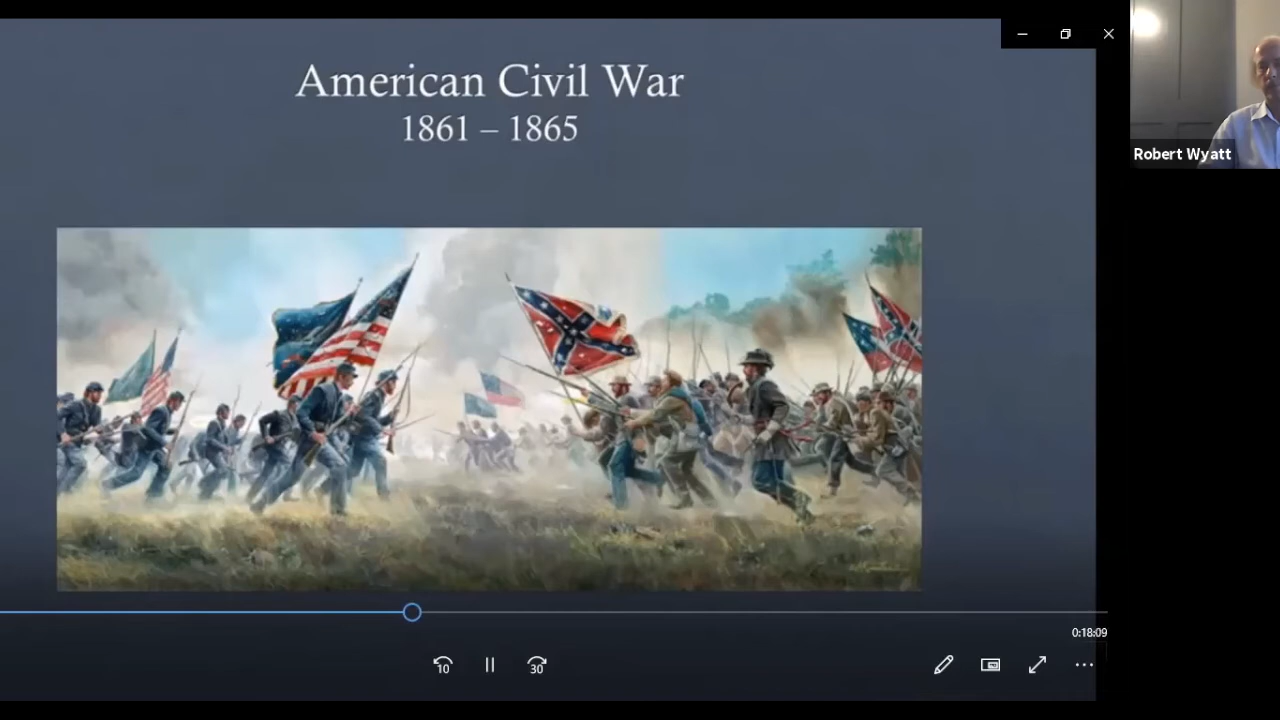 American Civil War
1861 – 1865
Robert Wyatt
0:18:09
10
30